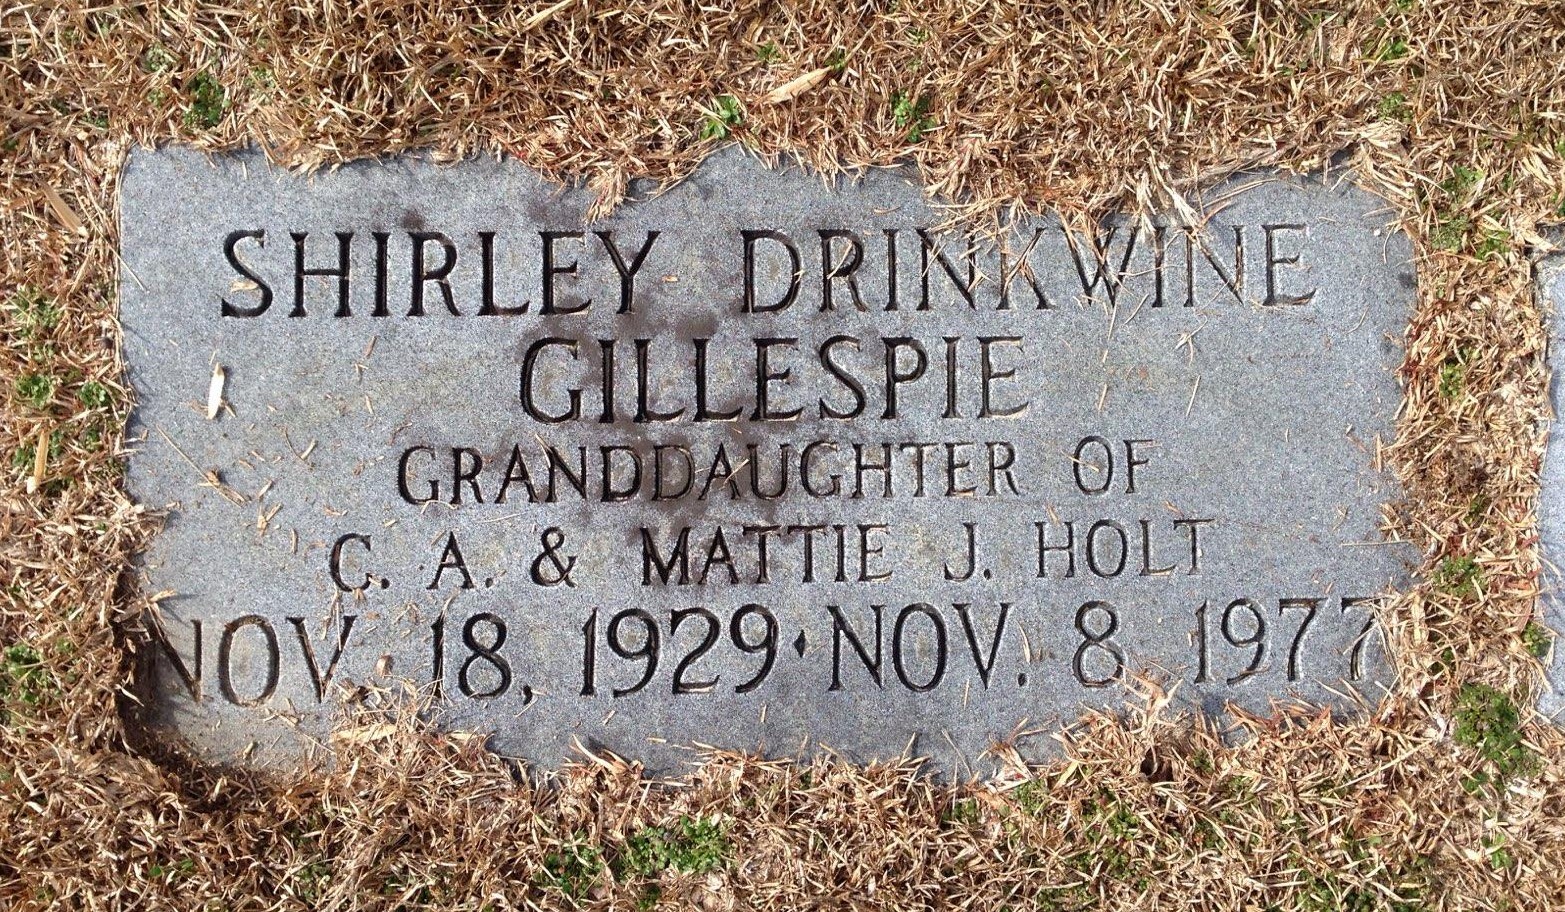 SHIRLEY DRINKWINE
GILLESPIE
GRANDDAUGHTER OF
C. A. & MATTIE J. HOLT
NOV. 18, 1929 · NOV. 8, 1977